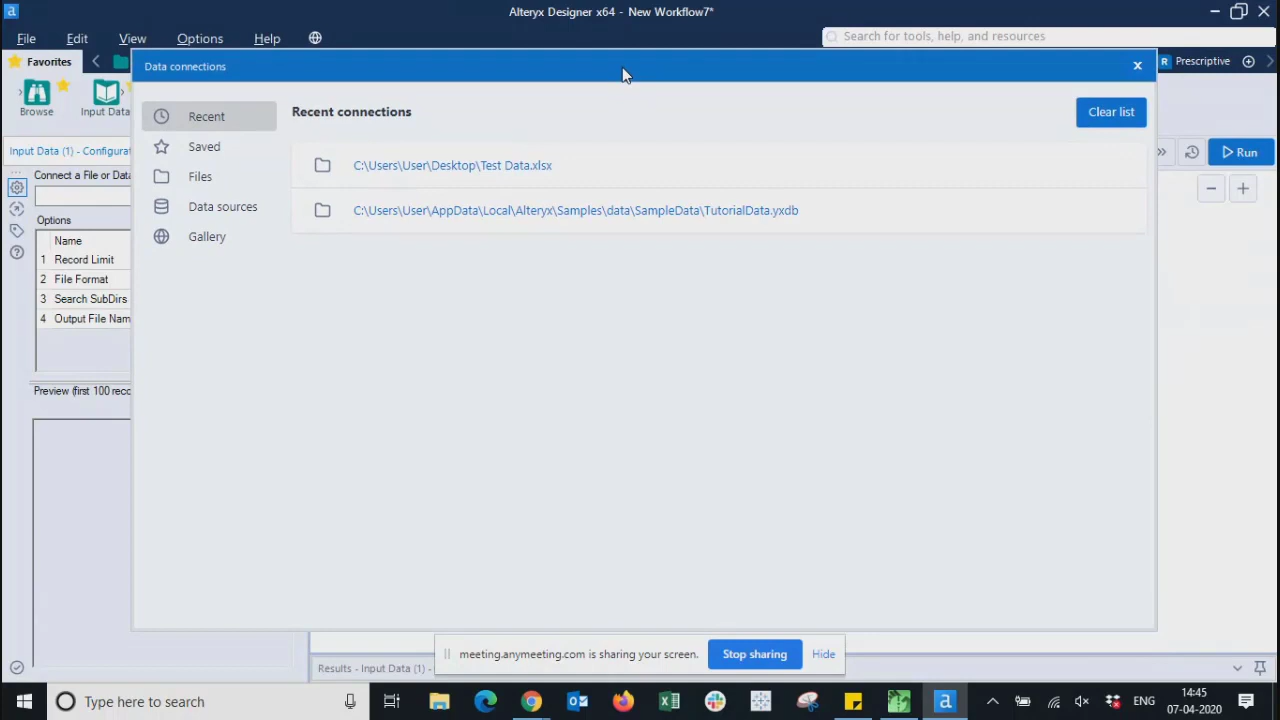 Alteryx Designer x64 - New Workflow7*
File Edit View Options Help
Search for tools, help, and resources
Favorites
Prescriptive
Browse
Input Data
Data connections
Recent
Saved
Files
Data sources
Gallery
Recent connections
Clear list
C:\Users\User\Desktop\Test Data.xlsx
C:\Users\User\AppData\Local\Alteryx\Samples\data\SampleData\TutorialData.yxdb
Input Data (1) - Configurat
Run
Connect a File or Data
Options
Name
1 Record Limit
2 File Format
3 Search SubDirs
4 Output File Nam
Preview (first 100 reco
meeting.anymeeting.com is sharing your screen.
Stop sharing
Hide
Results - Input Data (1) -
Type here to search
ENG
14:45
07-04-2020